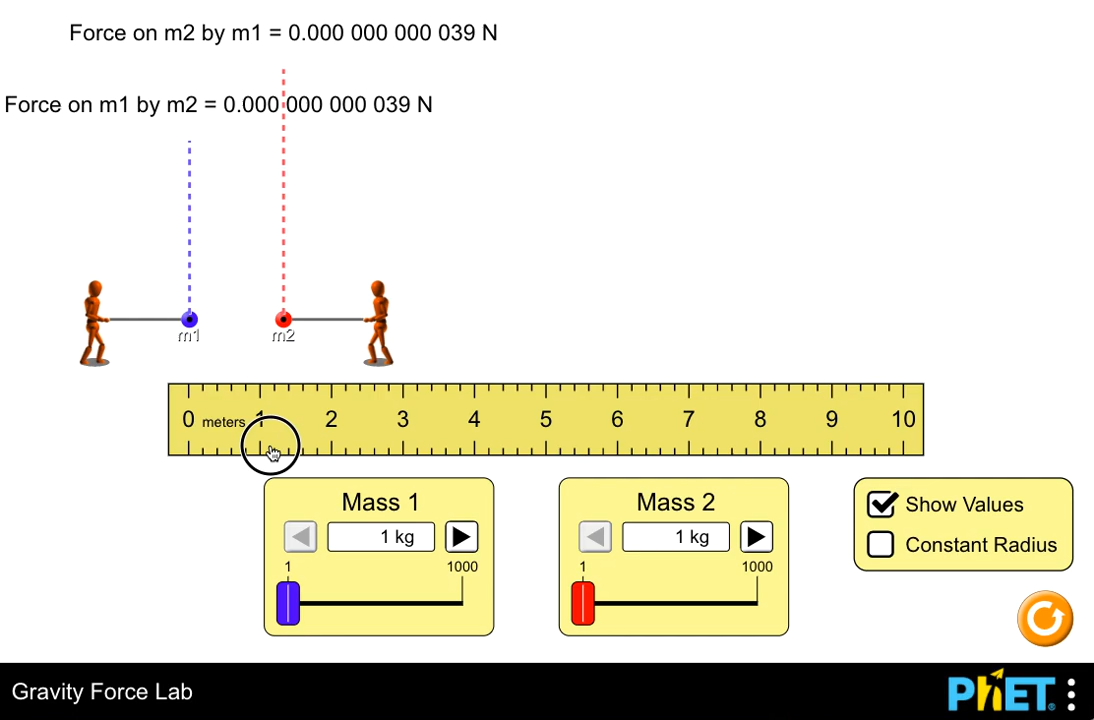 Force on m2 by m1 = 0.000 000 000 039 N
Force on m1 by m2 = 0.000 000 000 039 N
m1 m2
0 meters 1 2 3 4 5 6 7 8 9 10
Mass 1
1 kg
1 1000
Mass 2
1 kg
1 1000
Show Values
Constant Radius
Gravity Force Lab
PhET